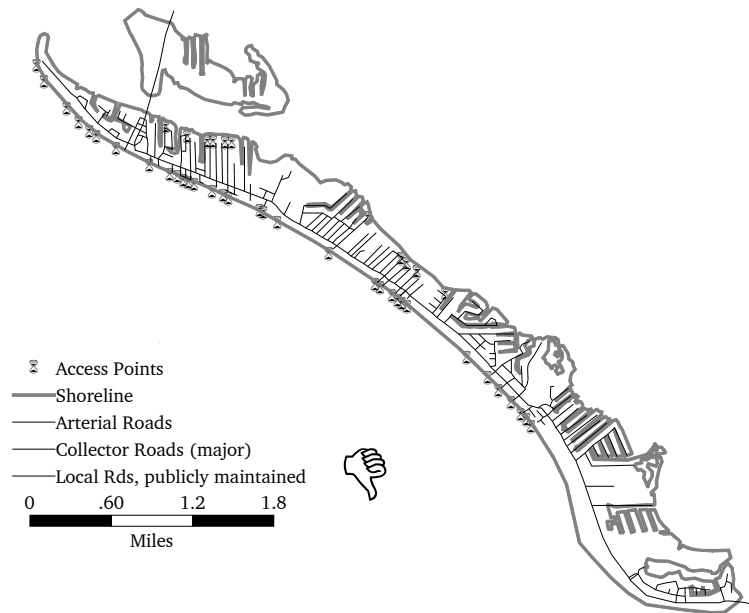 Access Points
Shoreline
Arterial Roads
Collector Roads (major)
Local Rds, publicly maintained
0 .60 1.2 1.8
Miles